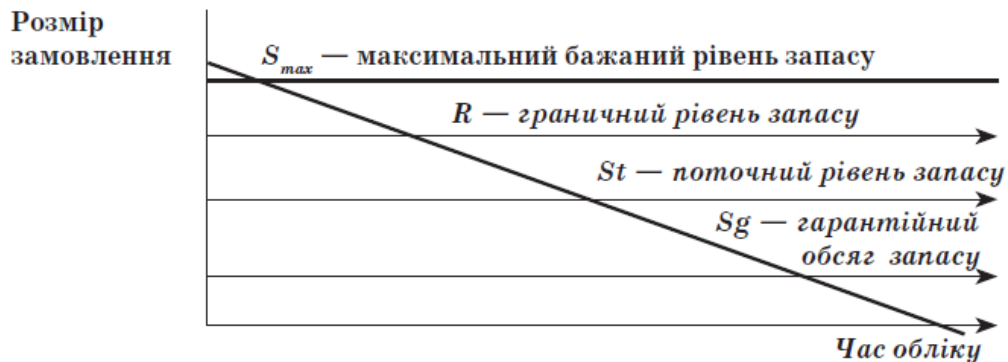 Розмір
замовлення
S_max — максимальний бажаний рівень запасу
R — граничний рівень запасу
St — поточний рівень запасу
Sg — гарантійний
обсяг запасу
Час обліку